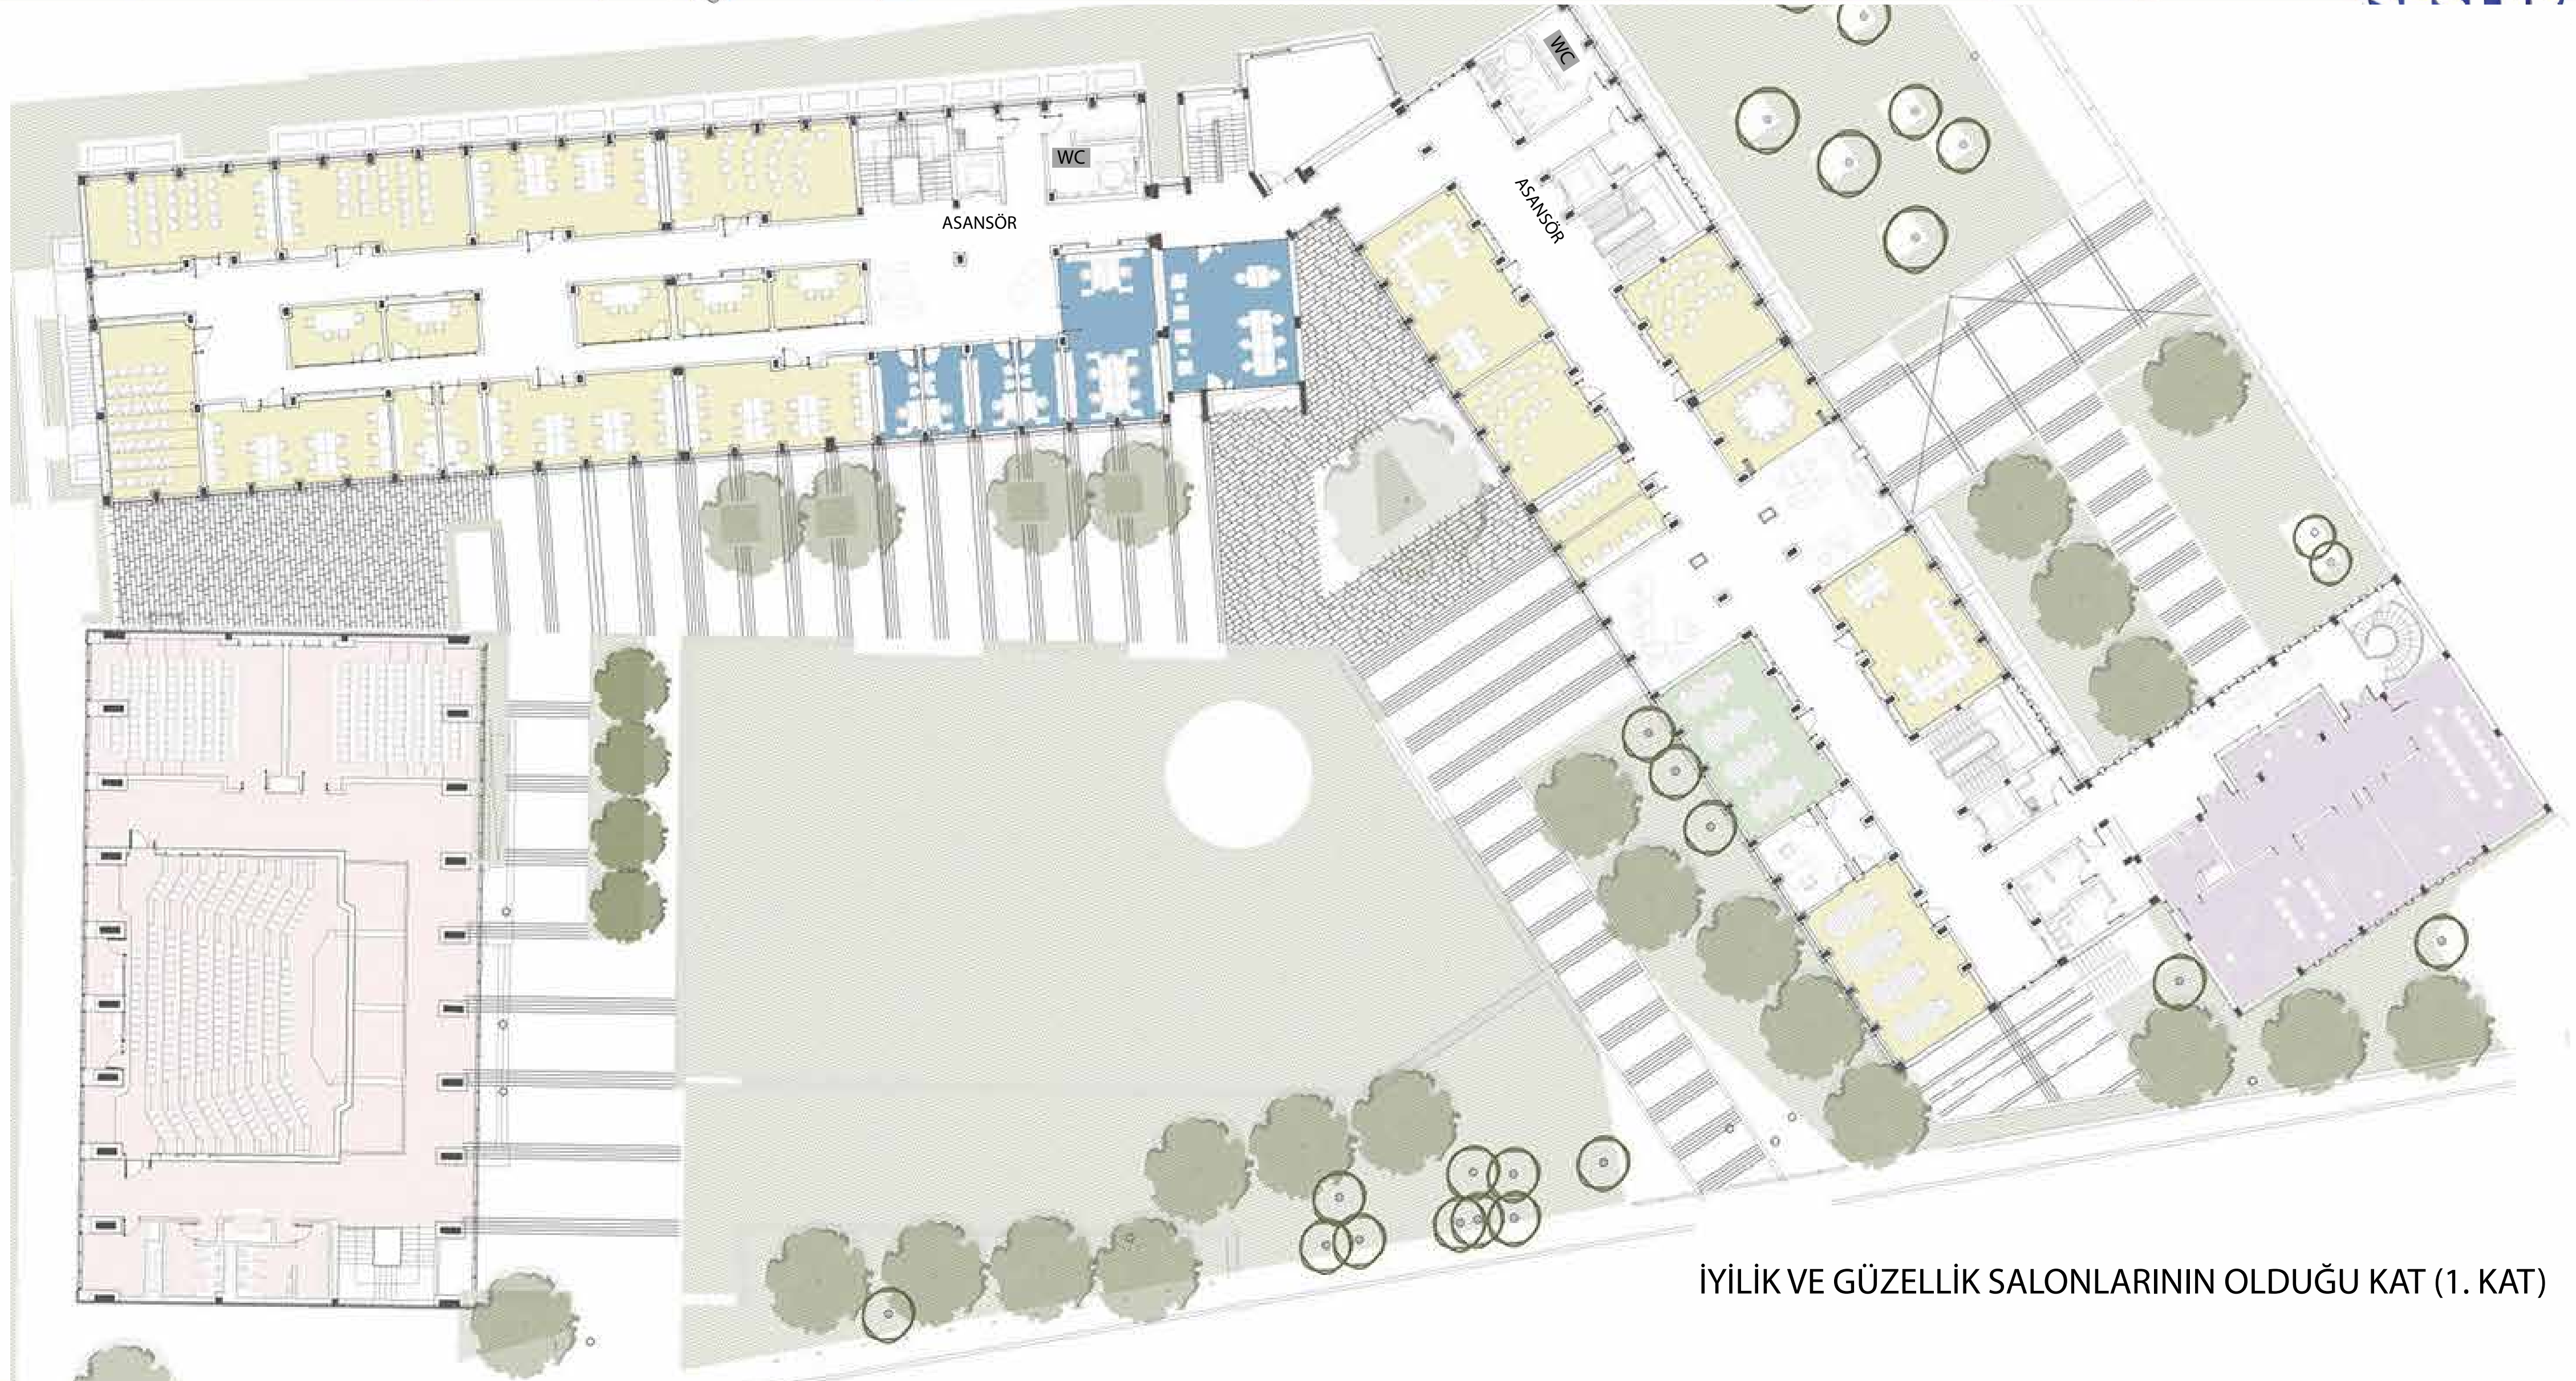 WC
WC
ASANSÖR
ASANSÖR
İYİLİK VE GÜZELLİK SALONLARININ OLDUĞU KAT (1. KAT)